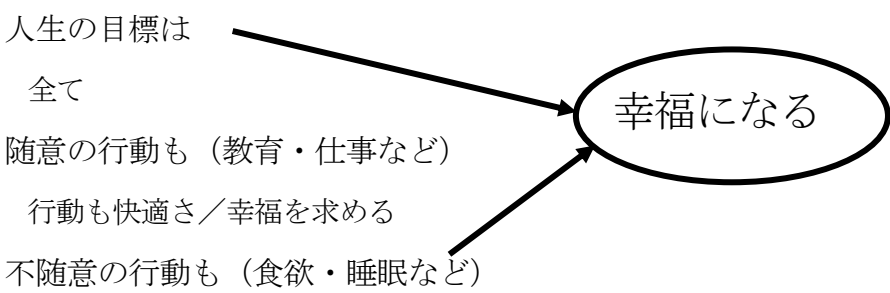 人生の目標は
全て
随意の行動も（教育・仕事など）
行動も快適さ／幸福を求める
不随意の行動も（食欲・睡眠など）
幸福になる